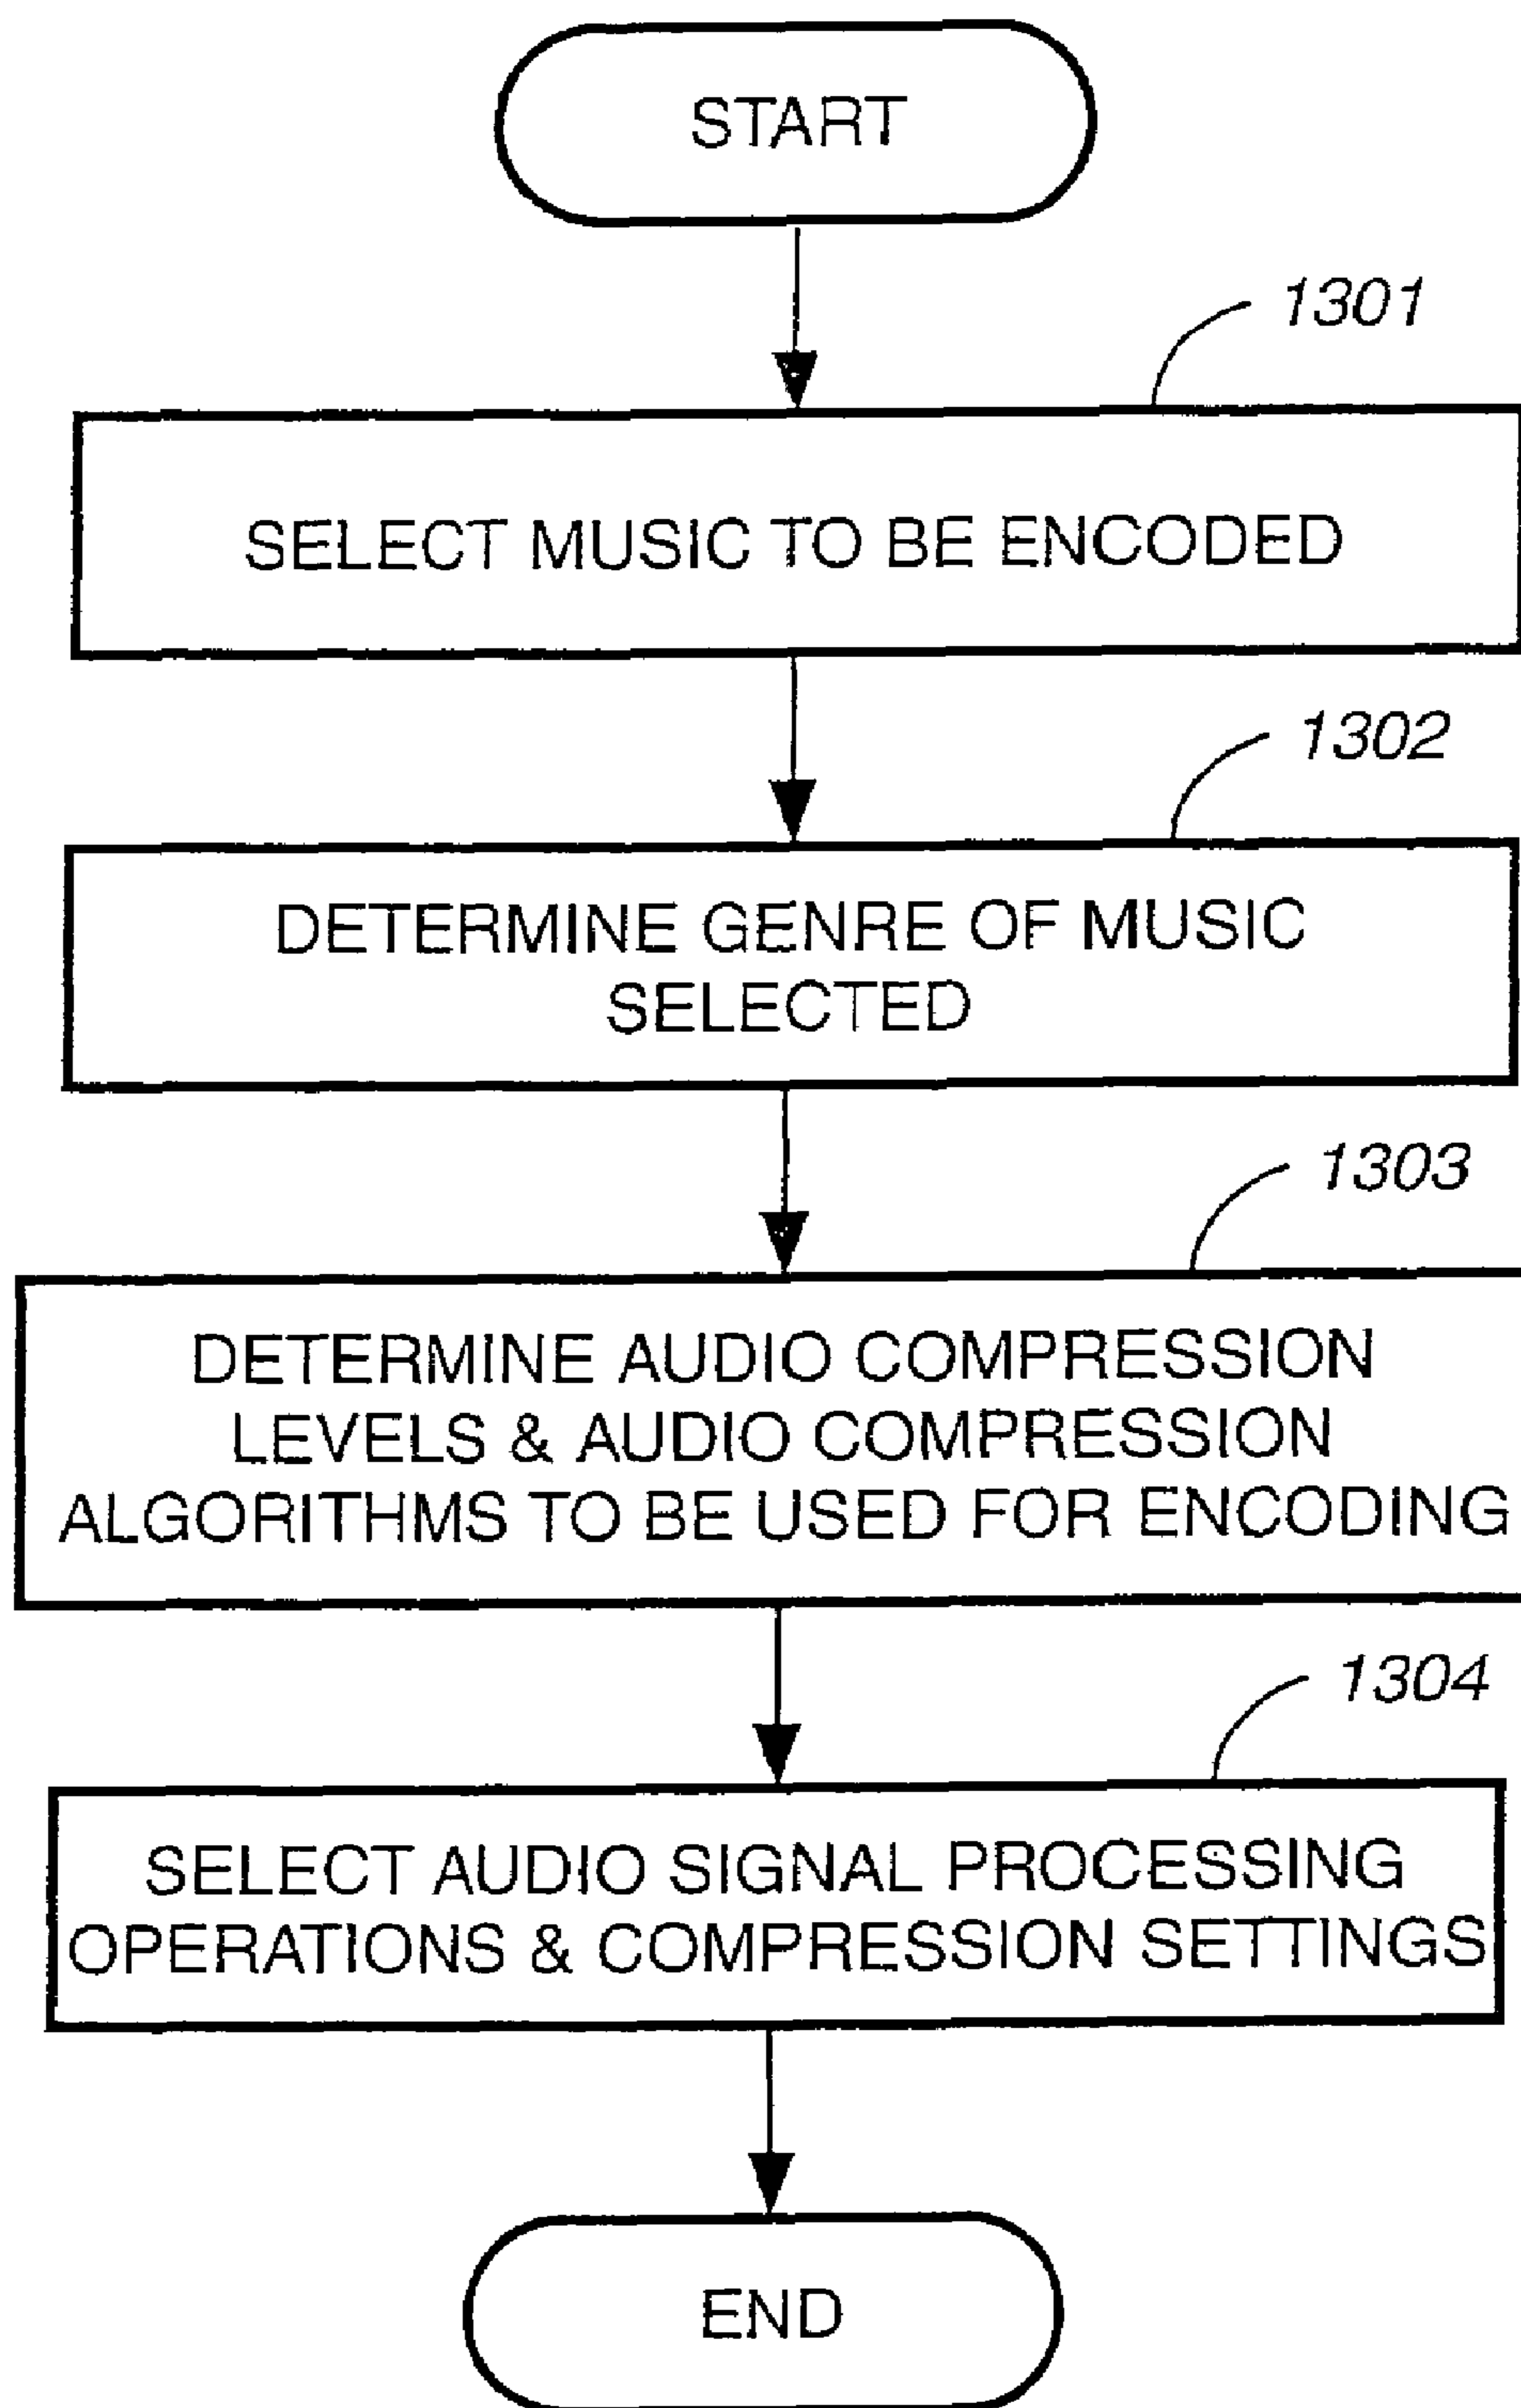 START
1301
SELECT MUSIC TO BE ENCODED
1302
DETERMINE GENRE OF MUSIC
SELECTED
1303
DETERMINE AUDIO COMPRESSION
LEVELS & AUDIO COMPRESSION
ALGORITHMS TO BE USED FOR ENCODING
1304
SELECT AUDIO SIGNAL PROCESSING
OPERATIONS & COMPRESSION SETTINGS
END